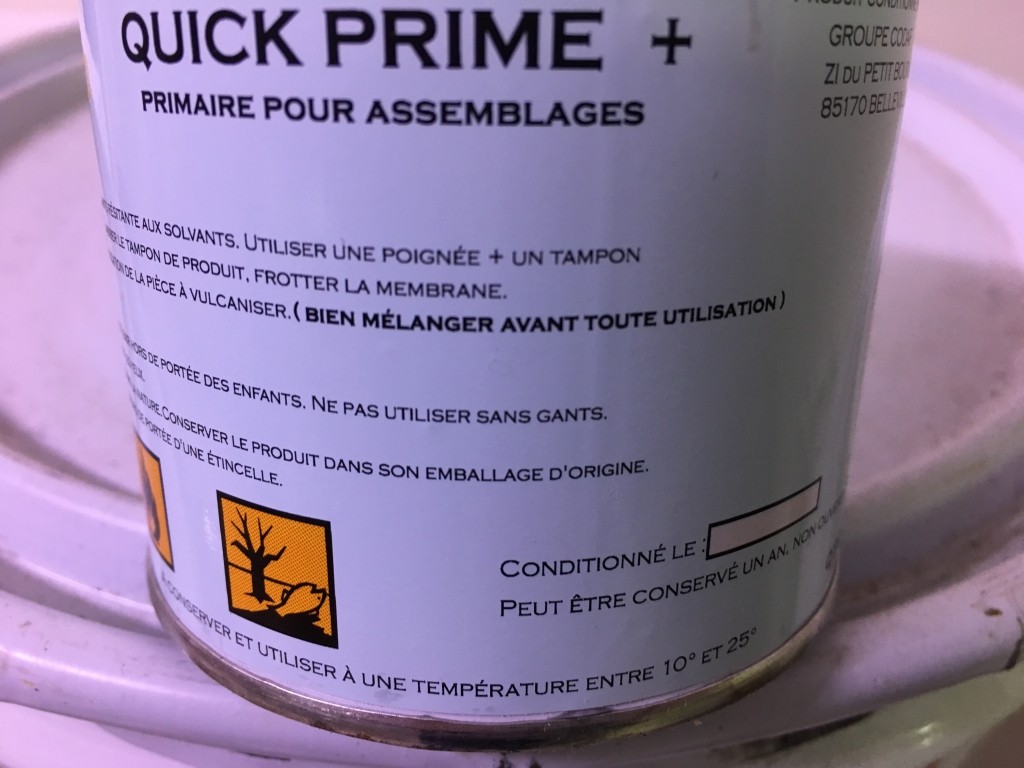 QUICK PRIME +
PRIMAIRE POUR ASSEMBLAGES
GROUPE
ZI DU PETIT
85170
AUX SOLVANTS. UTILISER UNE POIGNÉE + UN TAMPON
LE TAMPON DE PRODUIT, FROTTER LA MEMBRANE.
DE LA PIÈCE À VULCANISER. ( BIEN MÉLANGER AVANT TOUTE UTILISATION )
HORS DE PORTÉE DES ENFANTS. NE PAS UTILISER SANS GANTS.
NATURE. CONSERVER LE PRODUIT DANS SON EMBALLAGE D'ORIGINE.
PORTÉE D'UNE ÉTINCELLE.
CONDITIONNÉ LE :
PEUT ÊTRE CONSERVÉ UN AN, NON
A CONSERVER ET UTILISER À UNE TEMPÉRATURE ENTRE 10° ET 25°